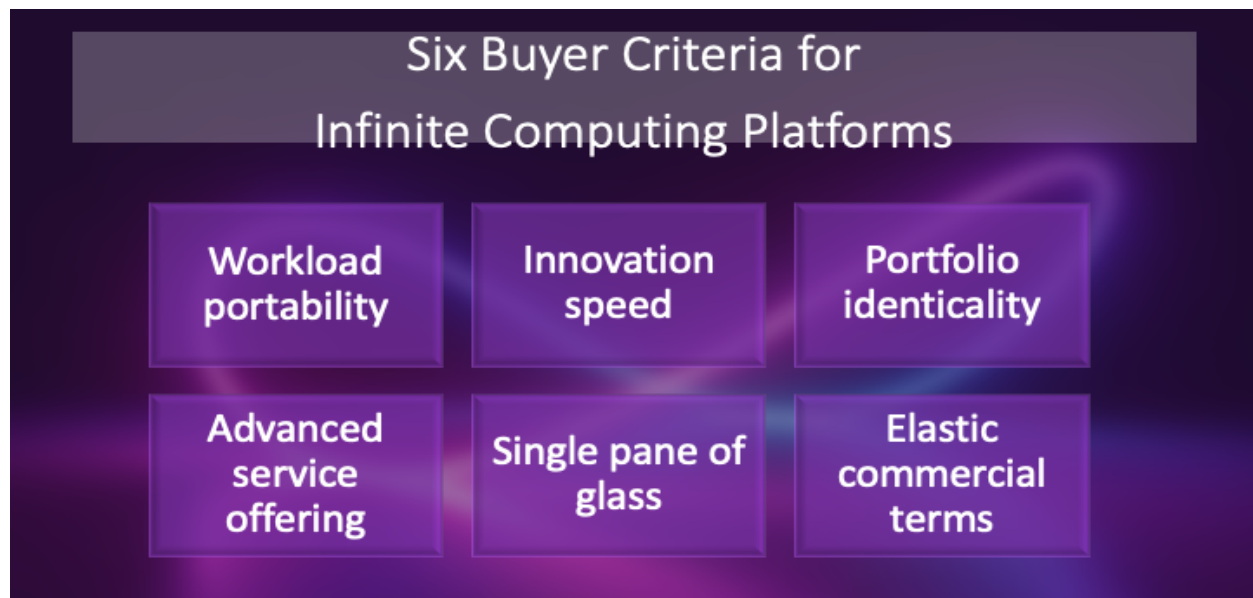 Six Buyer Criteria for
Infinite Computing Platforms
Workload
portability
Innovation
speed
Portfolio
identicality
Advanced
service
offering
Single pane of
glass
Elastic
commercial
terms